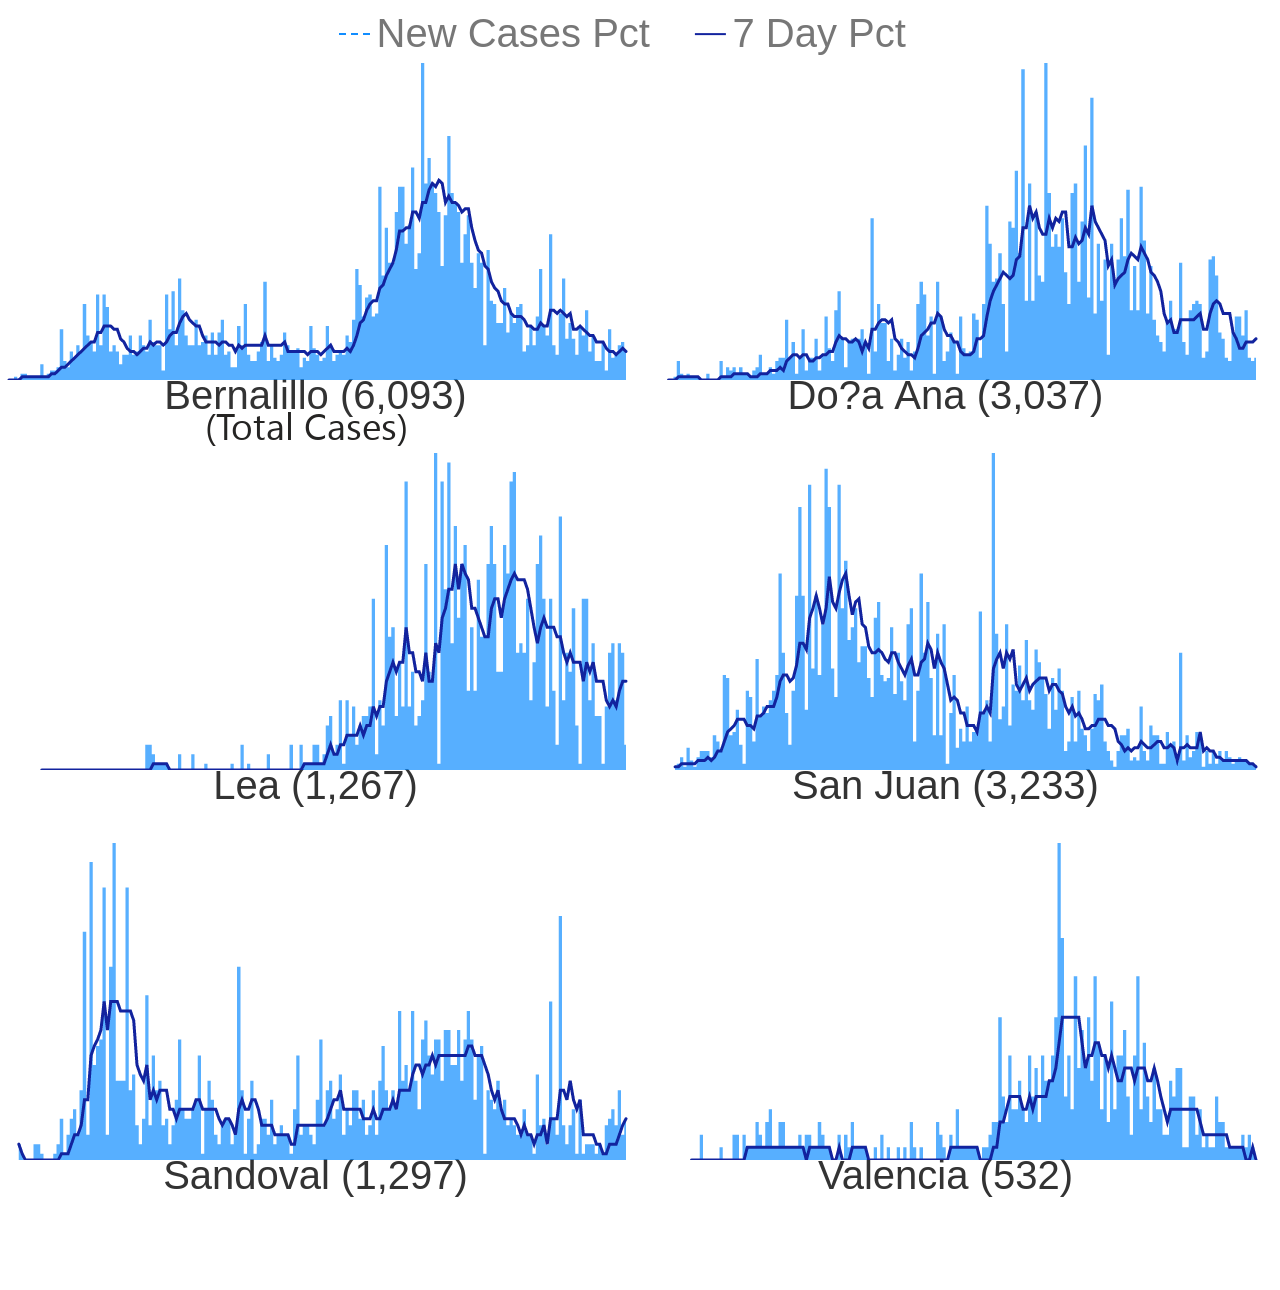 New Cases Pct 7 Day Pct
Bernalillo (6,093)
(Total Cases)
Do?a Ana (3,037)
Lea (1,267)
San Juan (3,233)
Sandoval (1,297)
Valencia (532)